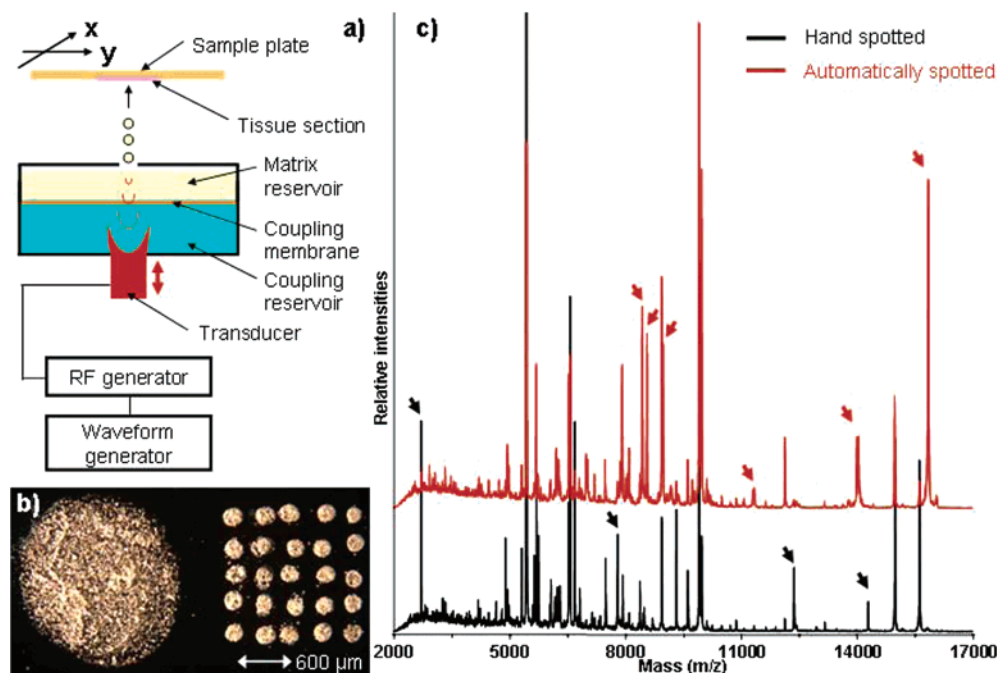 a)
x
y
Sample plate
Tissue section
Matrix
reservoir
Coupling
membrane
Coupling
reservoir
Transducer
RF generator
Waveform
generator
b)
600 µm
c)
Hand spotted
Automatically spotted
Relative intensities
2000 5000 8000 11000 14000 17000
Mass (m/z)